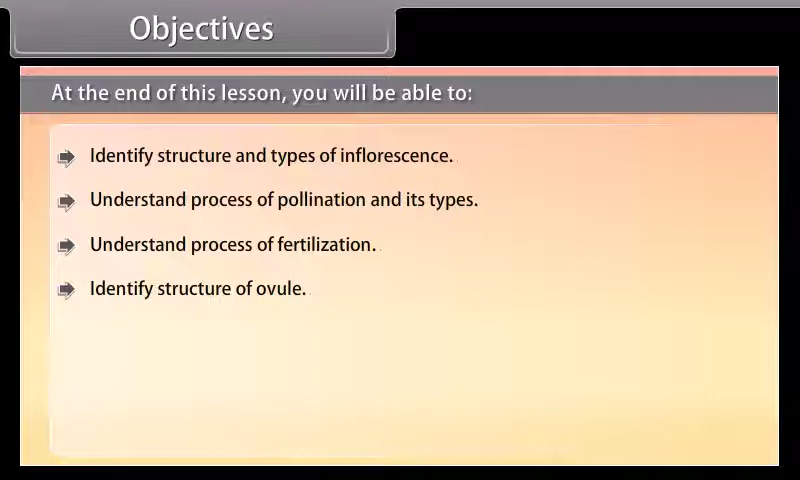 Objectives
At the end of this lesson, you will be able to:
Identify structure and types of inflorescence.
Understand process of pollination and its types.
Understand process of fertilization.
Identify structure of ovule.